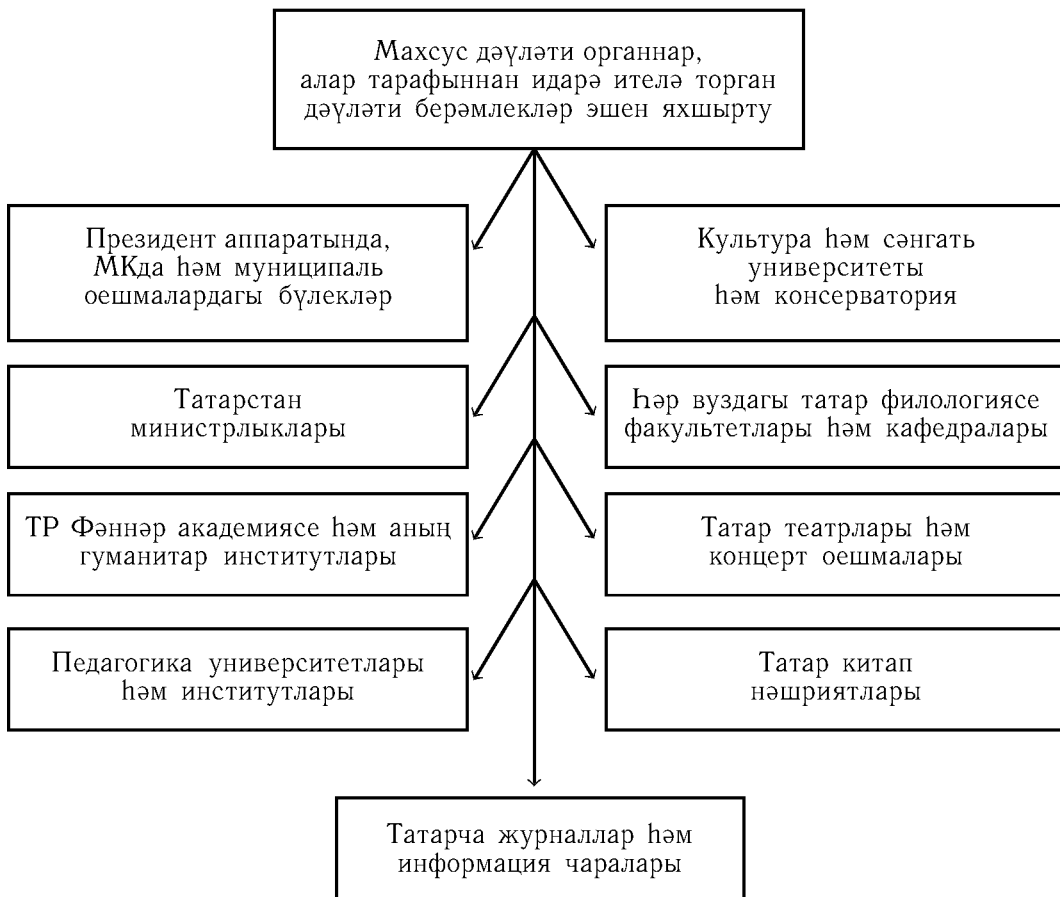 Махсус дәүләти органнар,
алар тарафыннан идарә ителә торган
дәүләти берәмлекләр эшен яхшырту
Президент аппаратында,
МКда һәм муниципаль
оешмалардагы бүлекләр
Культура һәм сәнгать
университеты
һәм консерватория
Татарстан
министрлыклары
Һәр вуздагы татар филологиясе
факультетлары һәм кафедралары
ТР Фәннәр академиясе һәм аның
гуманитар институтлары
Татар театрлары һәм
концерт оешмалары
Педагогика университетлары
һәм институтлары
Татар китап
нәшриятлары
Татарча журналлар һәм
информация чаралары